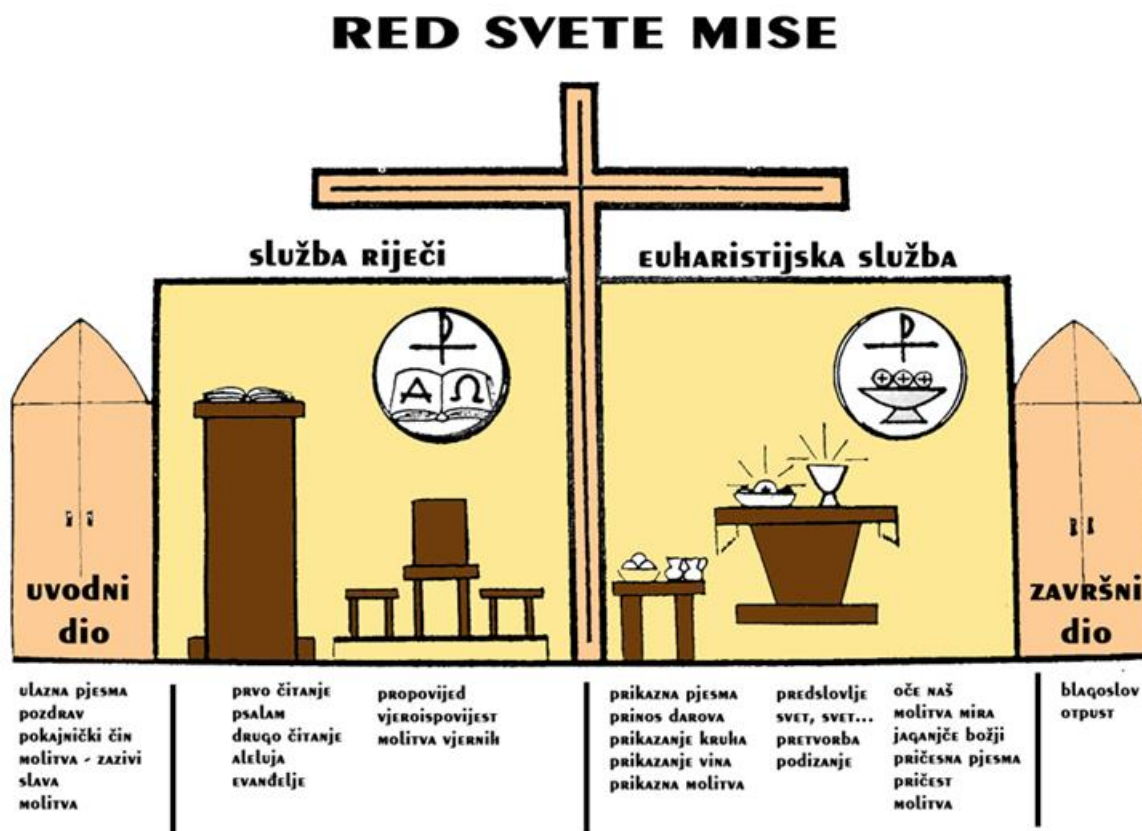 RED SVETE MISE
služba riječi
Euharistijska služba
Α Ω
uvodni
dio
završni
dio
ulazna pjesma
pozdrav
pokajnički čin
molitva - zazivi
slava
molitva
prvo čitanje
psalam
drugo čitanje
aleluja
evanđelje
propovijed
vjeroispovijest
molitva vjernih
prikazna pjesma
prinos darova
prikazanje kruha
prikazanje vina
prikazna molitva
predslovlje
svet, svet...
pretvorba
podizanje
oče naš
molitva mira
jaganjče božji
pričesna pjesma
pričest
molitva
blagoslov
otpust